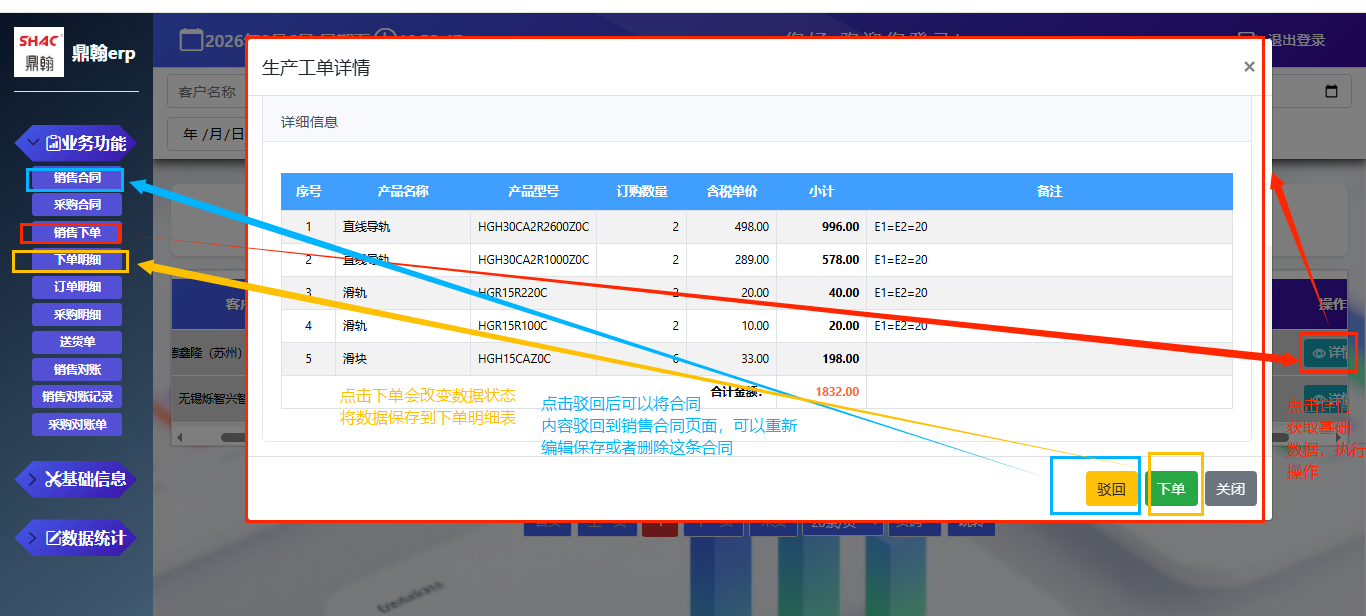 SHAC
鼎翰
鼎翰erp
2026
退出登录
客户名称
年 /月/日
业务功能
销售合同
采购合同
销售下单
下单明细
订单明细
采购明细
送货单
销售对账
销售对账记录
采购对账单
基础信息
数据统计
生产工单详情
×
详细信息
序号 产品名称 产品型号 订购数量 含税单价 小计 备注
1 直线导轨 HGH30CA2R2600Z0C 2 498.00 996.00 E1=E2=20
2 直线导轨 HGH30CA2R1000Z0C 2 289.00 578.00 E1=E2=20
3 滑轨 HGR15R220C 2 20.00 40.00 E1=E2=20
4 滑轨 HGR15R100C 2 10.00 20.00 E1=E2=20
5 滑块 HGH15CAZ0C 6 33.00 198.00
合计金额: 1832.00
点击下单会改变数据状态
将数据保存到下单明细表
点击驳回后可以将合同
内容驳回到销售合同页面，可以重新
编辑保存或者删除这条合同
驳回 下单 关闭
操作
详情
点击详情
获取基础
数据，执行
操作
鑫隆（苏州）
无锡烁智兴智